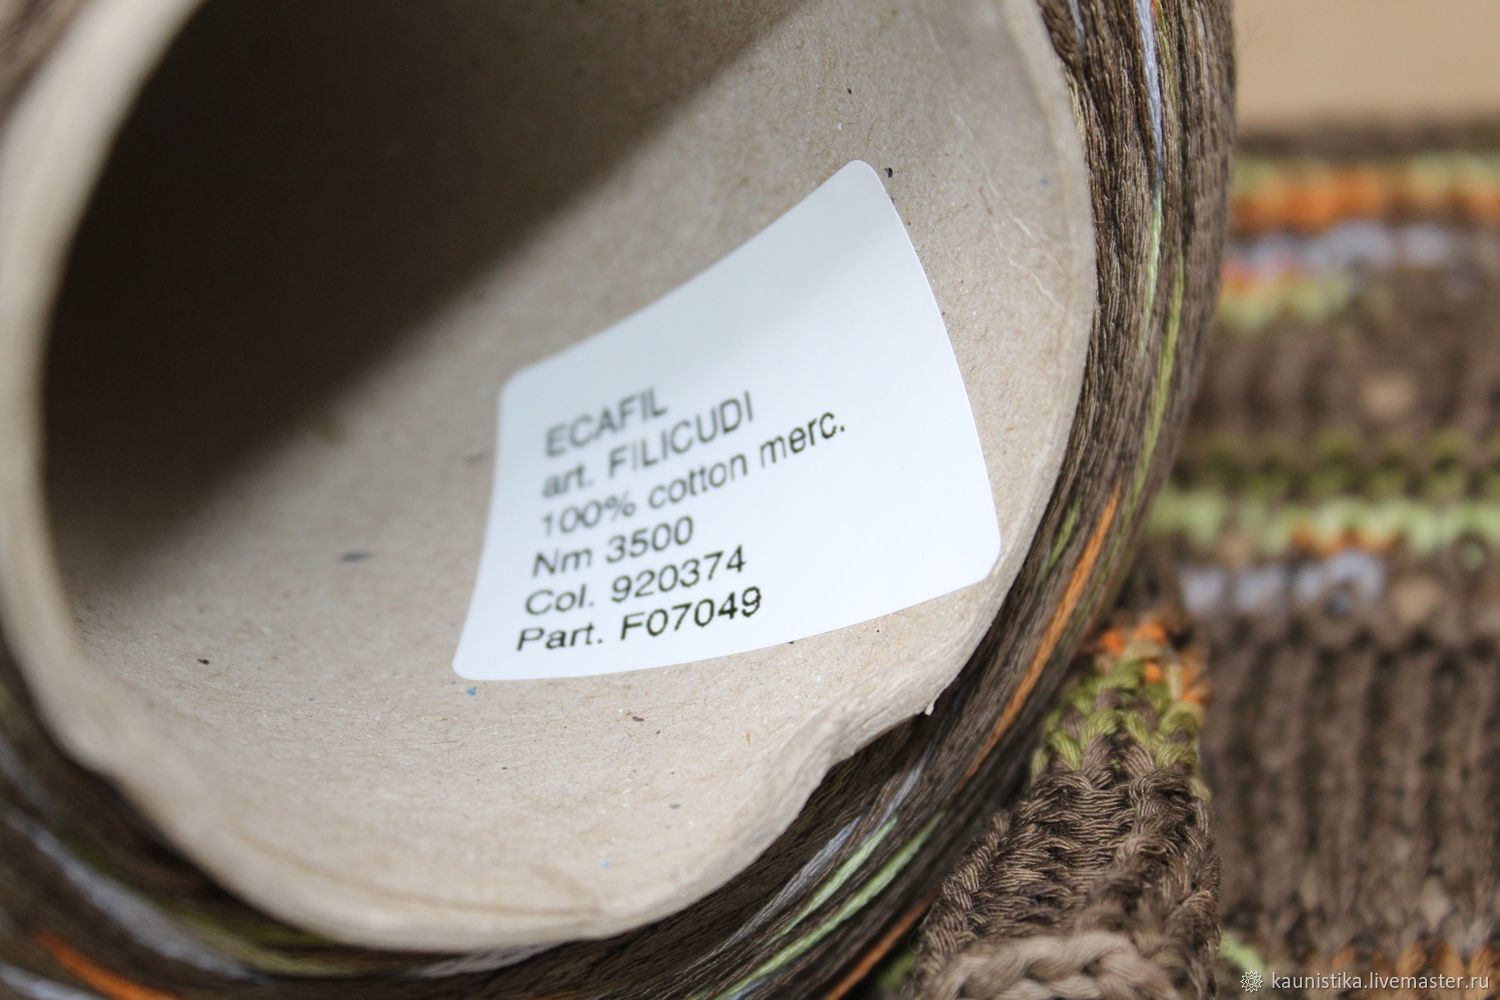 ECAFIL
art. FILICUDI
100% cotton merc.
Nm 3500
Col. 920374
Part. F07049
kaunistika.livemaster.ru